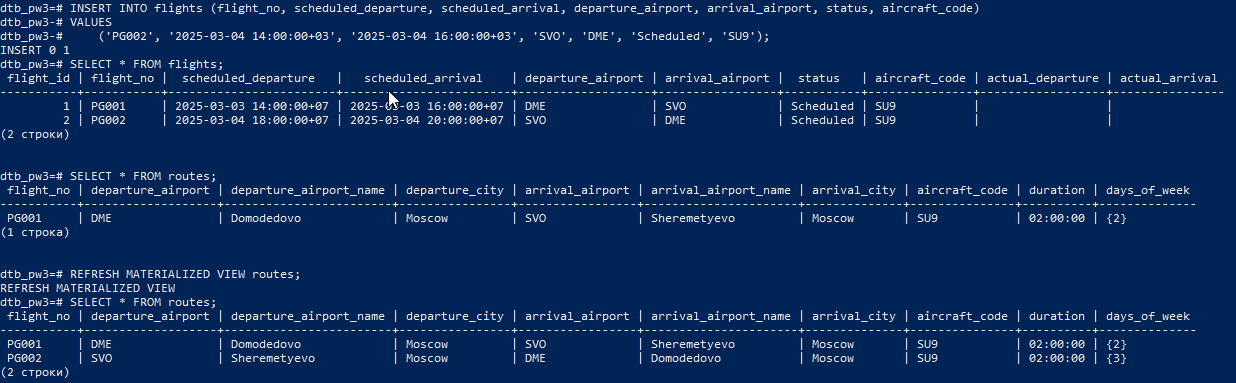 dtb_pw3=# INSERT INTO flights (flight_no, scheduled_departure, scheduled_arrival, departure_airport, arrival_airport, status, aircraft_code)
dtb_pw3-# VALUES
dtb_pw3-#     ('PG002', '2025-03-04 14:00:00+03', '2025-03-04 16:00:00+03', 'SVO', 'DME', 'Scheduled', 'SU9');
INSERT 0 1
dtb_pw3=# SELECT * FROM flights;
 flight_id | flight_no |  scheduled_departure   |   scheduled_arrival    | departure_airport | arrival_airport |  status   | aircraft_code | actual_departure | actual_arrival
-----------+-----------+------------------------+------------------------+-------------------+-----------------+-----------+---------------+------------------+----------------
         1 | PG001     | 2025-03-03 14:00:00+07 | 2025-03-03 16:00:00+07 | DME               | SVO             | Scheduled | SU9           |                  |
         2 | PG002     | 2025-03-04 18:00:00+07 | 2025-03-04 20:00:00+07 | SVO               | DME             | Scheduled | SU9           |                  |
(2 строки)
dtb_pw3=# SELECT * FROM routes;
 flight_no | departure_airport | departure_airport_name | departure_city | arrival_airport | arrival_airport_name | arrival_city | aircraft_code | duration | days_of_week
-----------+-------------------+------------------------+----------------+-----------------+----------------------+--------------+---------------+----------+--------------
 PG001     | DME               | Domodedovo             | Moscow         | SVO             | Sheremetyevo         | Moscow       | SU9           | 02:00:00 | {2}
(1 строка)
dtb_pw3=# REFRESH MATERIALIZED VIEW routes;
REFRESH MATERIALIZED VIEW
dtb_pw3=# SELECT * FROM routes;
 flight_no | departure_airport | departure_airport_name | departure_city | arrival_airport | arrival_airport_name | arrival_city | aircraft_code | duration | days_of_week
-----------+-------------------+------------------------+----------------+-----------------+----------------------+--------------+---------------+----------+--------------
 PG001     | DME               | Domodedovo             | Moscow         | SVO             | Sheremetyevo         | Moscow       | SU9           | 02:00:00 | {2}
 PG002     | SVO               | Sheremetyevo           | Moscow         | DME             | Domodedovo           | Moscow       | SU9           | 02:00:00 | {3}
(2 строки)